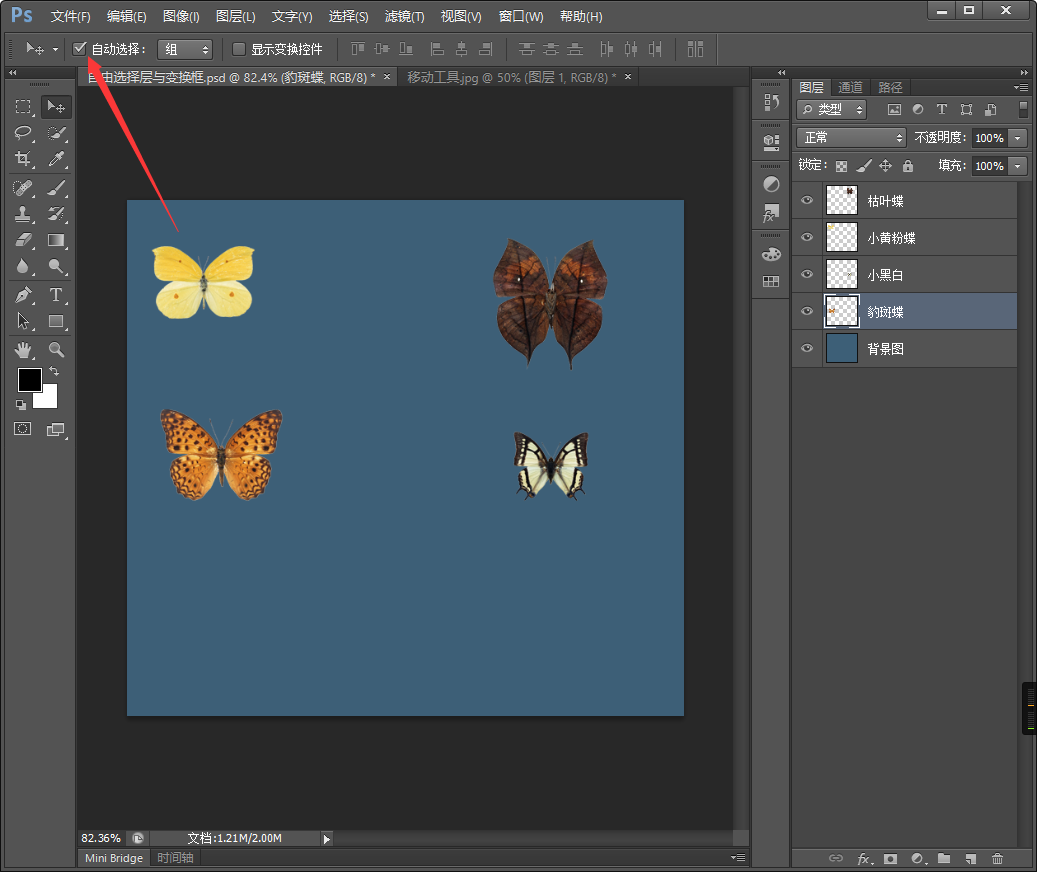 Ps 文件(F) 编辑(E) 图像(I) 图层(L) 文字(Y) 选择(S) 滤镜(T) 视图(V) 窗口(W) 帮助(H)
自动选择: 组 显示变换控件
自由选择层与变换框.psd @ 82.4% (豹斑蝶, RGB/8) * × 移动工具.jpg @ 50% (图层 1, RGB/8) * ×
图层 通道 路径
类型
正常 不透明度: 100%
锁定: 填充: 100%
枯叶蝶
小黄粉蝶
小黑白
豹斑蝶
背景图
82.36% 文档:1.21M/2.00M
Mini Bridge 时间轴